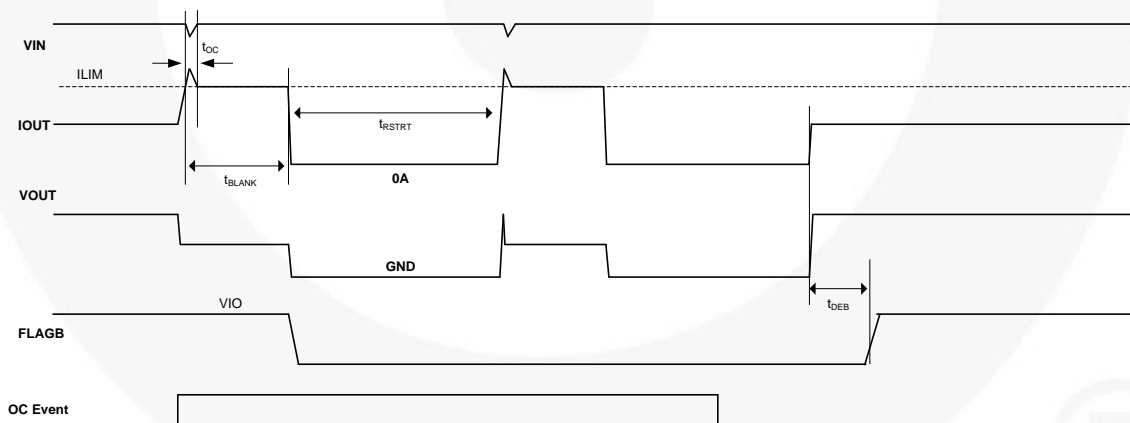 VIN
tOC
ILIM
IOUT
tRSTRT
tBLANK
0A
VOUT
GND
tDEB
VIO
FLAGB
OC Event